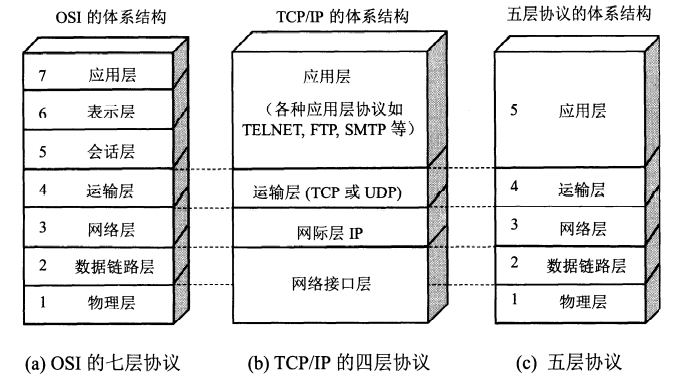 OSI 的体系结构
7 应用层
6 表示层
5 会话层
4 运输层
3 网络层
2 数据链路层
1 物理层
(a) OSI 的七层协议
TCP/IP 的体系结构
应用层
（各种应用层协议如
TELNET, FTP, SMTP 等）
运输层 (TCP 或 UDP)
网际层 IP
网络接口层
(b) TCP/IP 的四层协议
五层协议的体系结构
5 应用层
4 运输层
3 网络层
2 数据链路层
1 物理层
(c) 五层协议